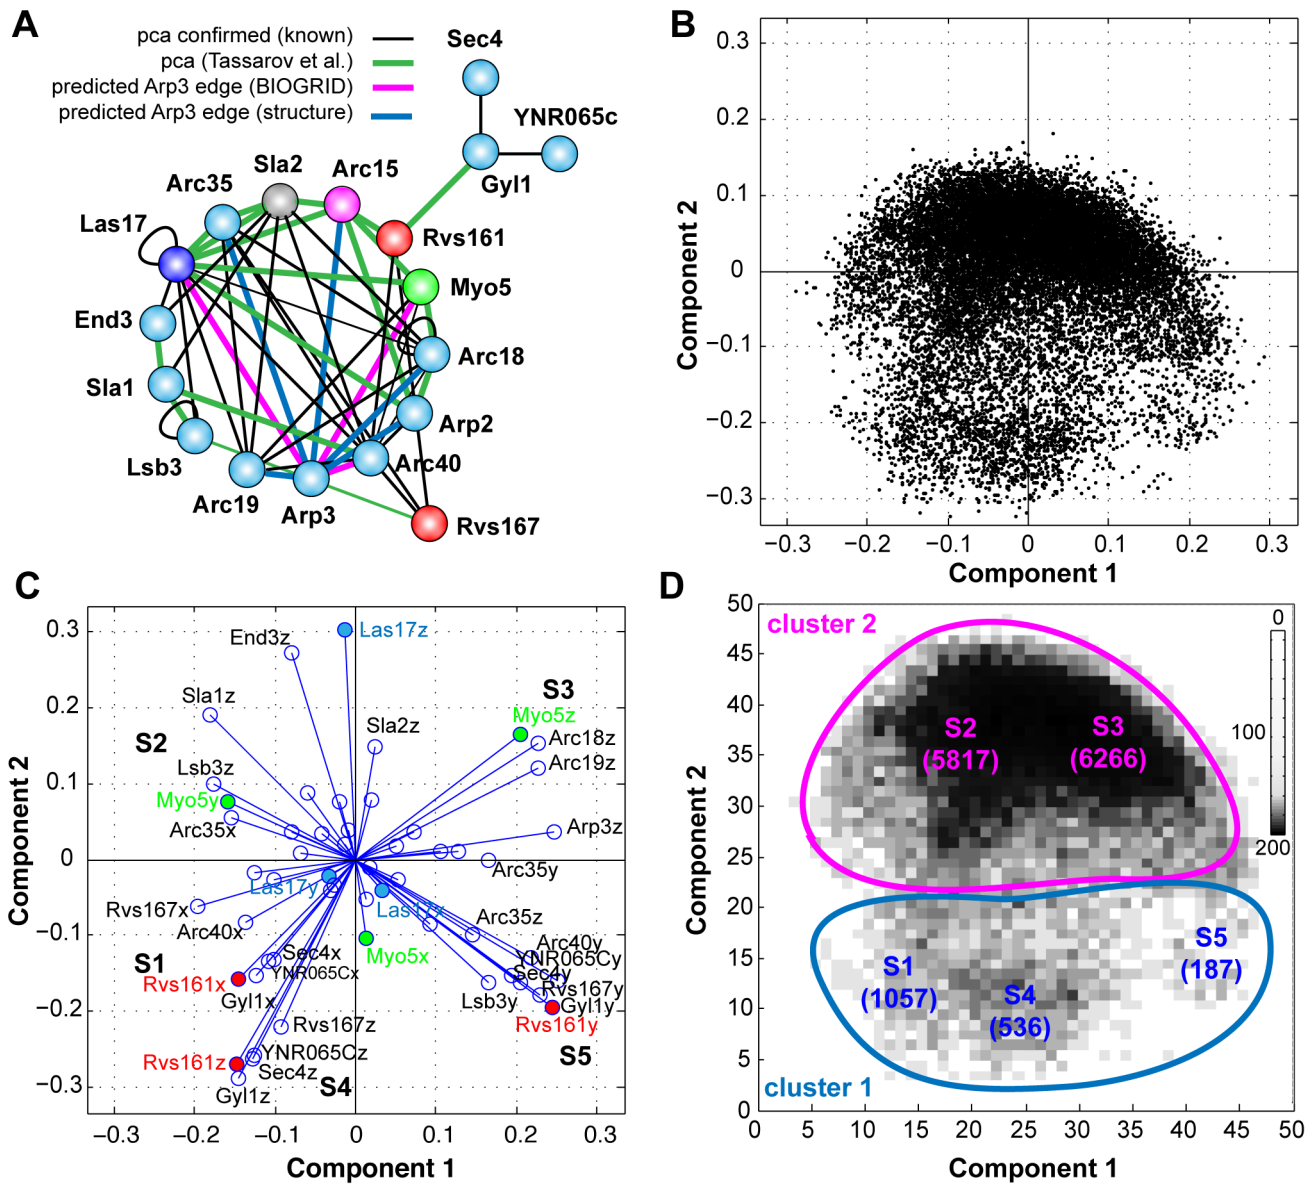 A
pca confirmed (known)
pca (Tassarov et al.)
predicted Arp3 edge (BIOGRID)
predicted Arp3 edge (structure)
Sec4
YNR065c
Gyl1
Sla2
Arc15
Arc35
Las17
Rvs161
Myo5
End3
Arc18
Sla1
Arp2
Lsb3
Arc40
Arc19
Arp3
Rvs167
B
0.3
0.2
0.1
0
−0.1
−0.2
−0.3
Component 2
−0.3
−0.2
−0.1
0
0.1
0.2
0.3
Component 1
C
0.3
0.2
0.1
0
−0.1
−0.2
−0.3
Component 2
End3z
Las17z
Sla1z
S3
Myo5z
Sla2z
Arc18z
S2
Arc19z
Lsb3z
Myo5y
Arc35x
Arp3z
Arc35y
Las17y
Rvs167x
Las17x
Arc40x
Arc35z
Arc40y
Myo5x
Sec4x
YNR065Cy
S1
YNR065Cx
Sec4y
Rvs161x
Rvs167y
Gyl1x
Lsb3y
Gyl1y
Rvs167z
Rvs161y
YNR065Cz
Rvs161z
S5
Sec4z
S4
Gyl1z
−0.3
−0.2
−0.1
0
0.1
0.2
0.3
Component 1
D
50
45
40
35
30
25
20
15
10
5
0
Component 2
cluster 2
0
100
200
S2
(5817)
S3
(6266)
S5
(187)
S1
(1057)
S4
(536)
cluster 1
0
5
10
15
20
25
30
35
40
45
50
Component 1